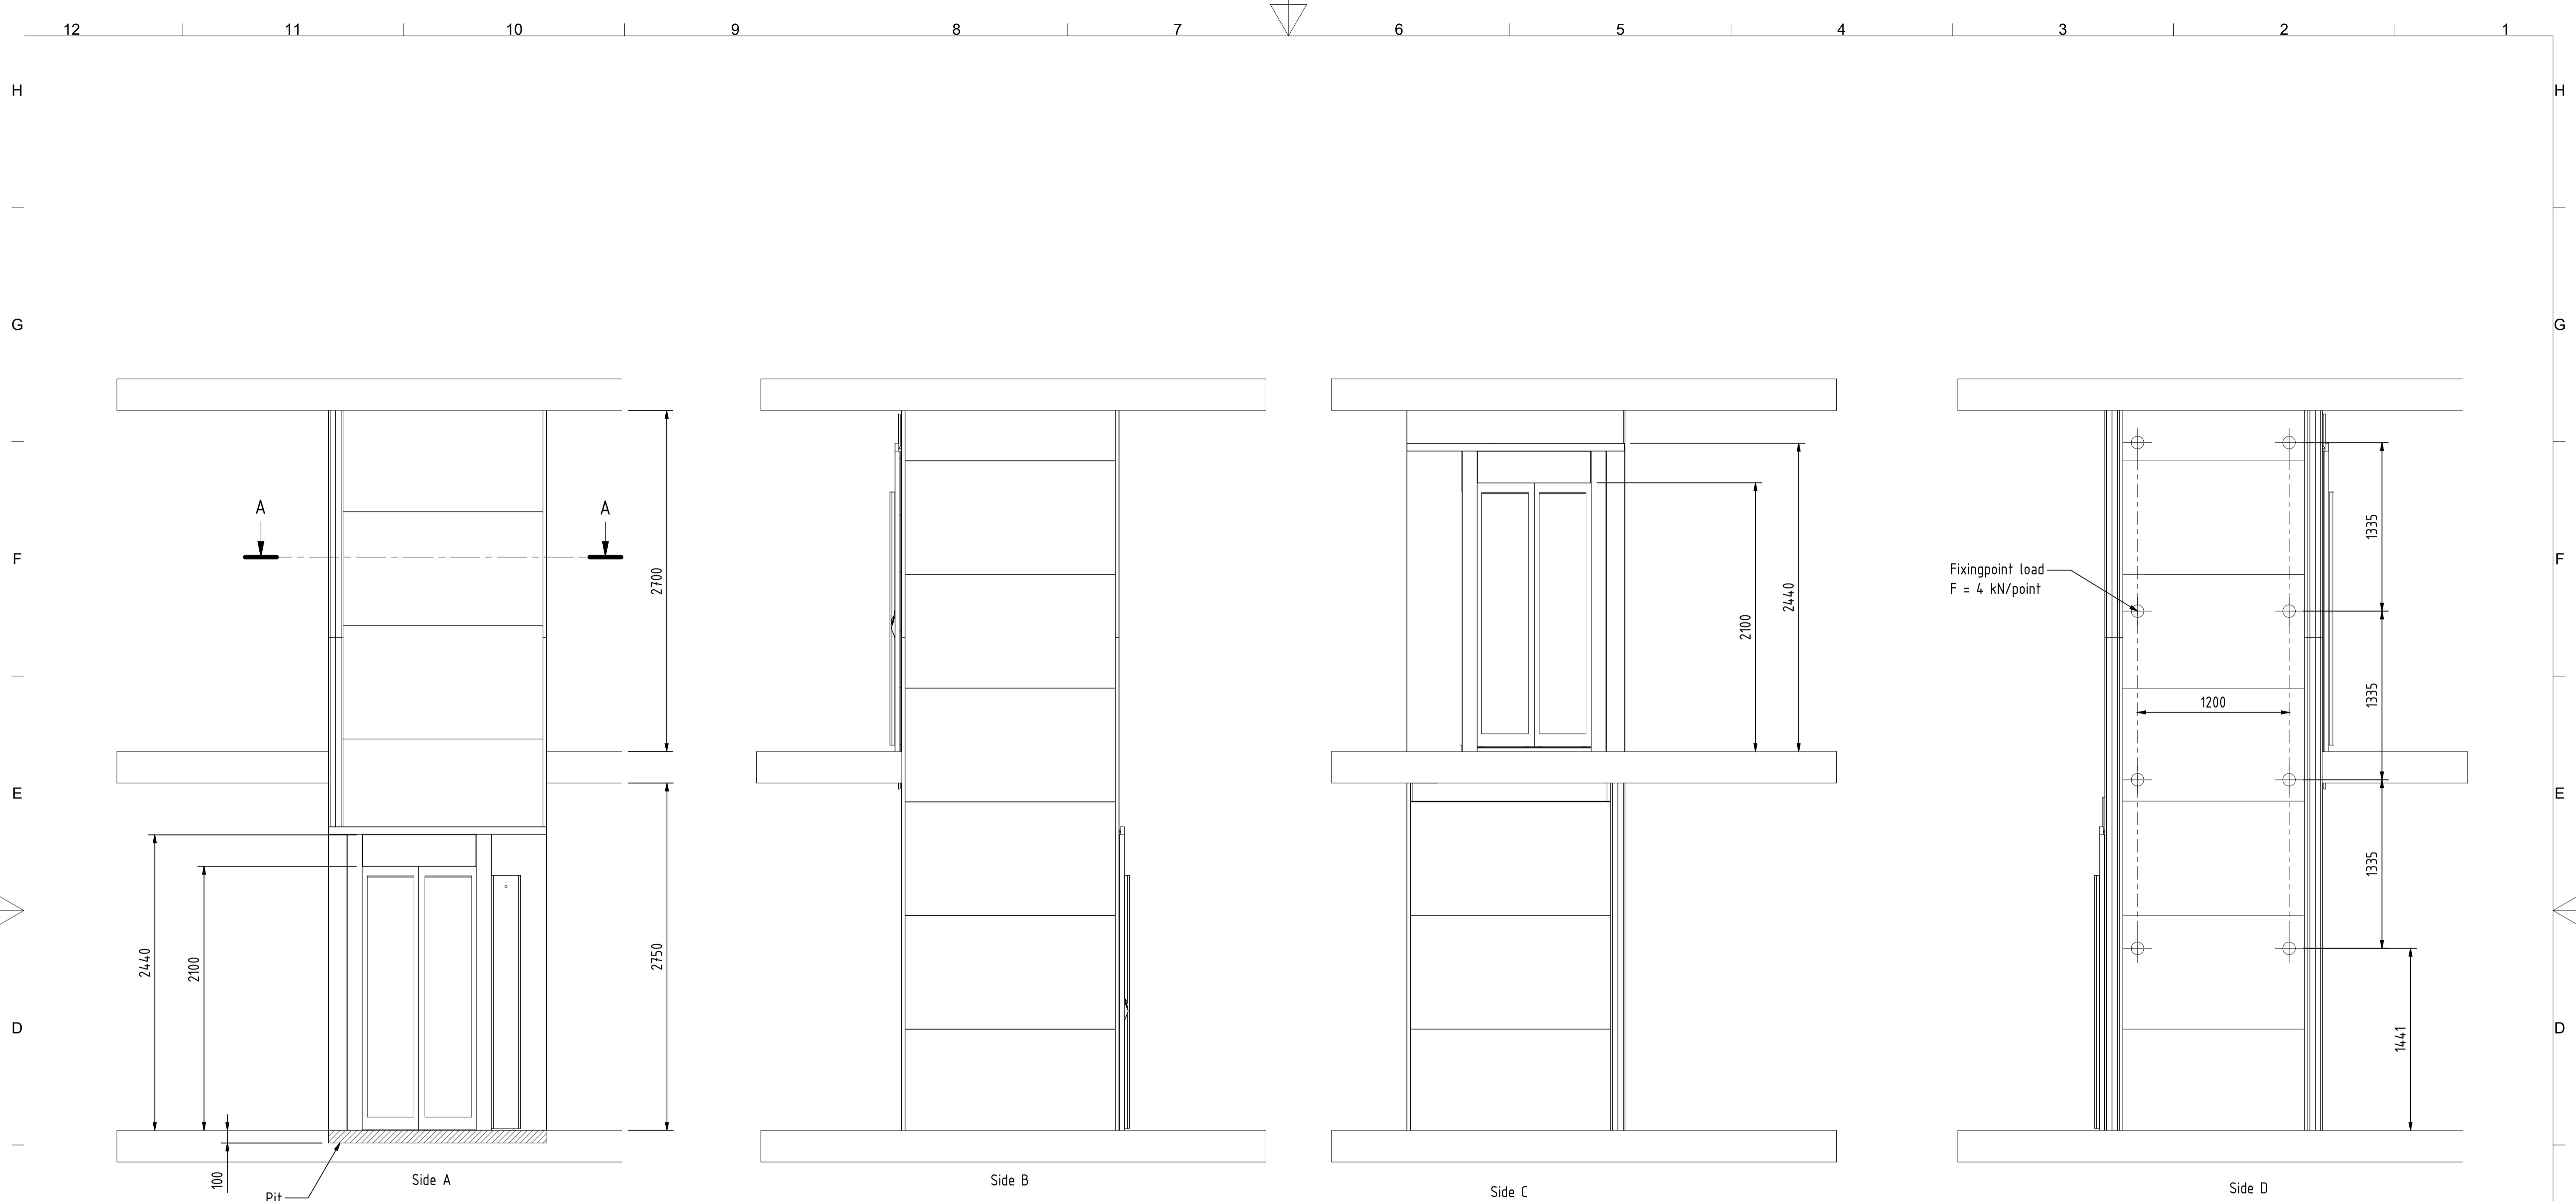 12 11 10 9 8 7 6 5 4 3 2 1
H H
G G
A A
F F
2700
2440
2100
1335
Fixingpoint load
F = 4 kN/point
1335
1200
E E
1335
2440
2100
2750
D D
1441
100
Pit
Side A
Side B
Side C
Side D